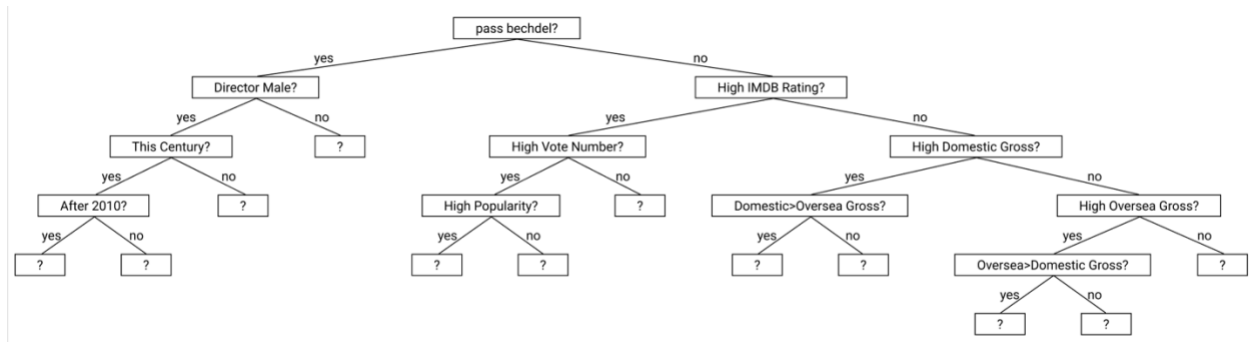 pass bechdel?
yes
no
Director Male?
High IMDB Rating?
yes
no
yes
no
This Century?
?
High Vote Number?
High Domestic Gross?
yes
no
yes
no
yes
no
After 2010?
?
High Popularity?
?
Domestic>Oversea Gross?
High Oversea Gross?
yes
no
yes
no
yes
no
yes
no
?
?
?
?
?
?
Oversea>Domestic Gross?
?
yes
no
?
?